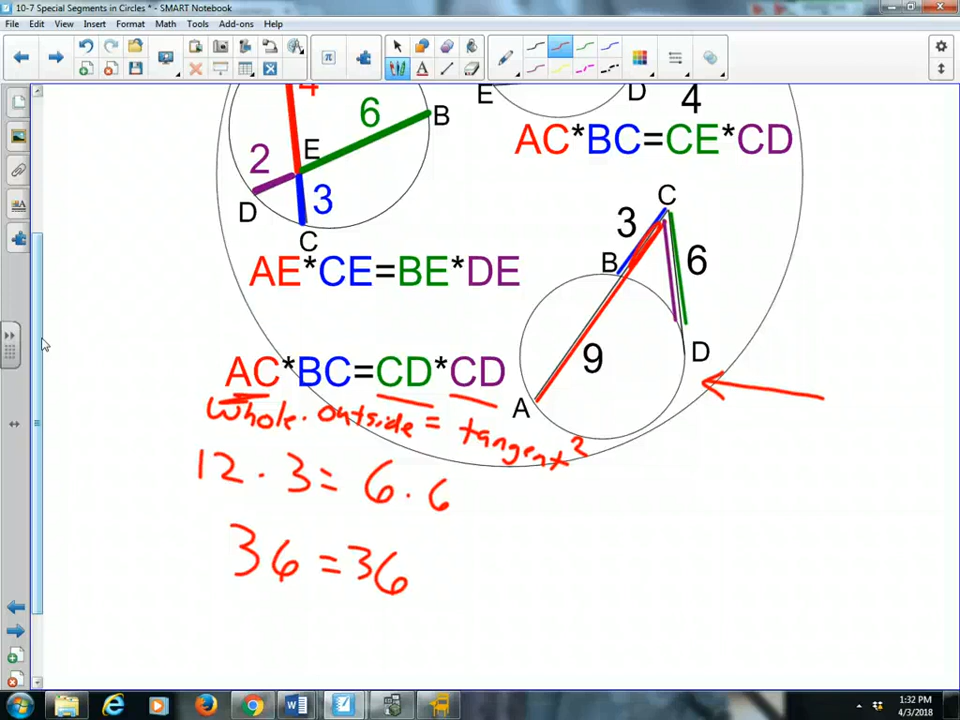 10-7 Special Segments in Circles * - SMART Notebook
File Edit View Insert Format Math Tools Add-ons Help
4
6
B
E
2
D
3
C
AE*CE=BE*DE
E
D
4
AC*BC=CE*CD
C
3
B
6
9
D
A
AC*BC=CD*CD
Whole · outside = tangent²
12 · 3 = 6 · 6
36 = 36
1:32 PM
4/3/2018